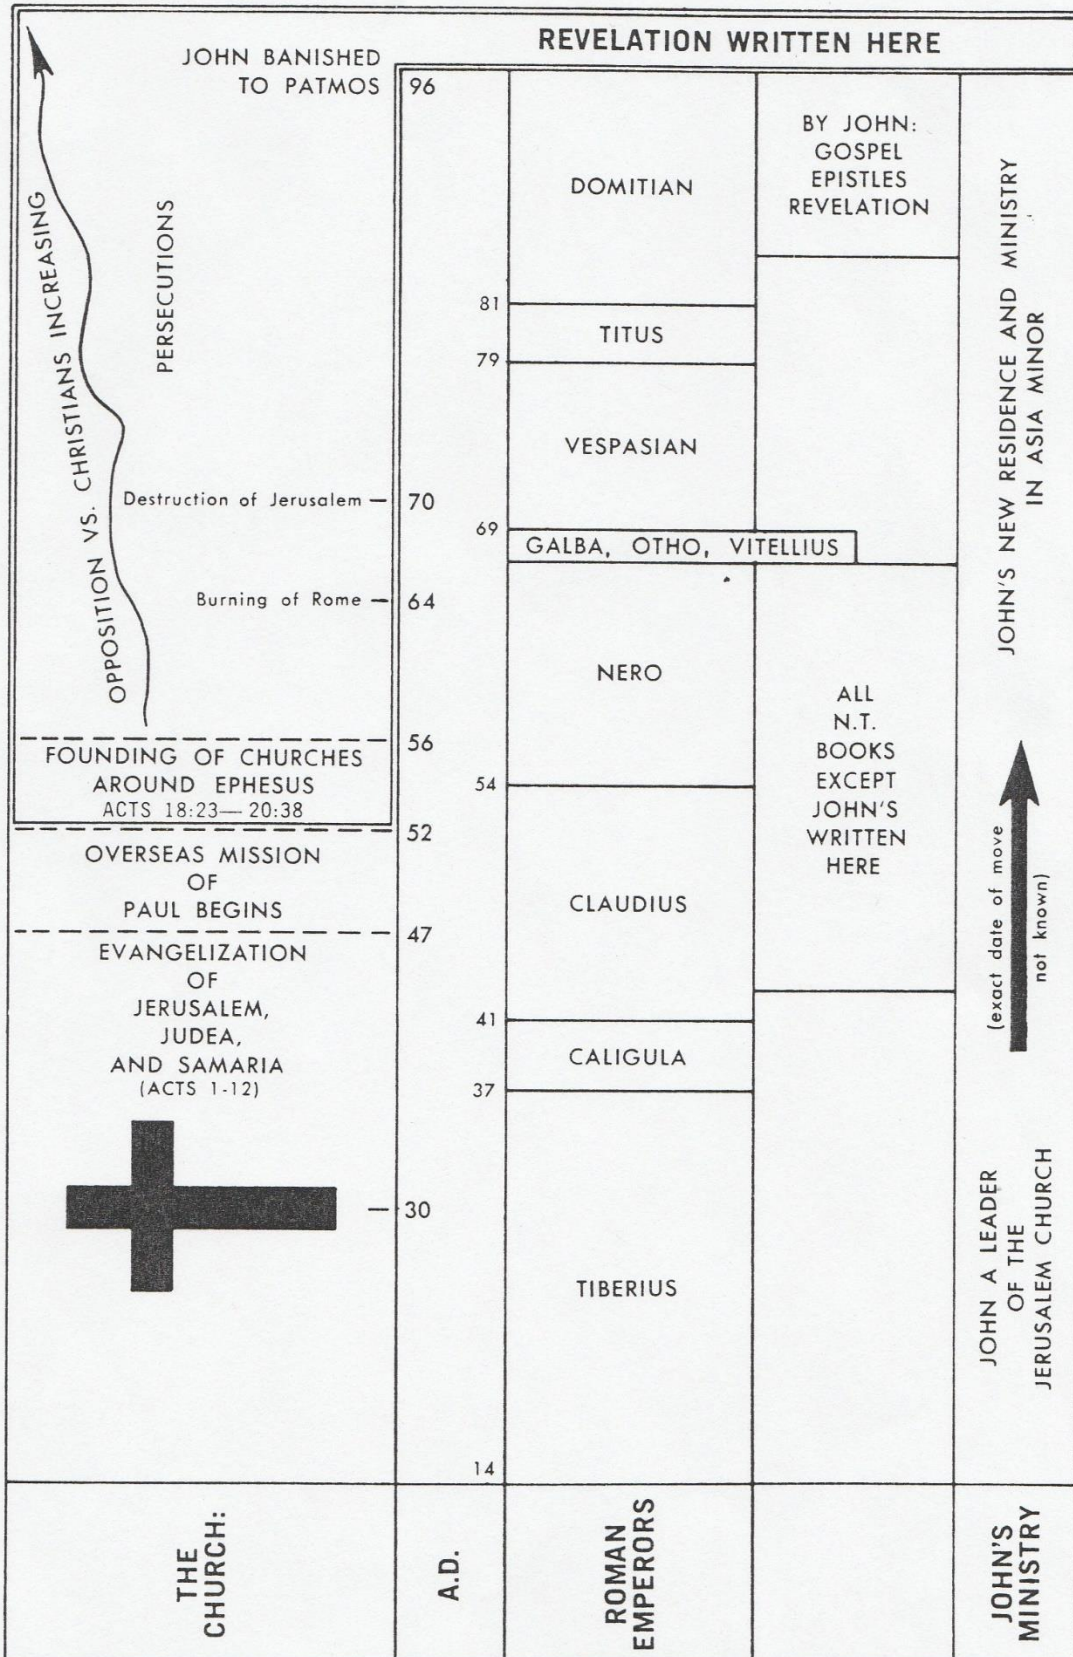 REVELATION WRITTEN HERE
JOHN BANISHED
TO PATMOS
OPPOSITION VS. CHRISTIANS INCREASING
PERSECUTIONS
Destruction of Jerusalem —
Burning of Rome —
FOUNDING OF CHURCHES
AROUND EPHESUS
ACTS 18:23—20:38
OVERSEAS MISSION
OF
PAUL BEGINS
EVANGELIZATION
OF
JERUSALEM,
JUDEA,
AND SAMARIA
(ACTS 1-12)
THE
CHURCH:
96
81
79
70
69
64
56
54
52
47
41
37
— 30
14
A.D.
DOMITIAN
TITUS
VESPASIAN
GALBA, OTHO, VITELLIUS
NERO
CLAUDIUS
CALIGULA
TIBERIUS
ROMAN
EMPERORS
BY JOHN:
GOSPEL
EPISTLES
REVELATION
ALL
N.T.
BOOKS
EXCEPT
JOHN'S
WRITTEN
HERE
JOHN'S NEW RESIDENCE AND MINISTRY
IN ASIA MINOR
(exact date of move
not known)
JOHN A LEADER
OF THE
JERUSALEM CHURCH
JOHN'S
MINISTRY